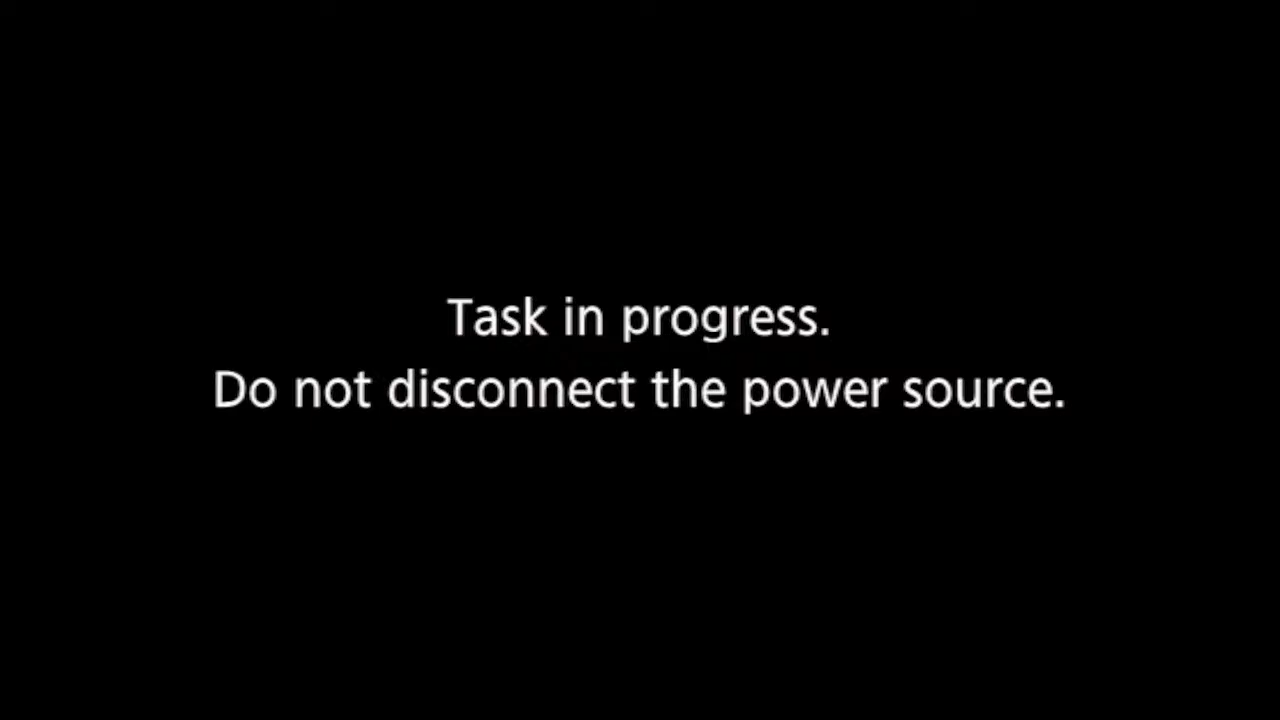 Task in progress.
Do not disconnect the power source.